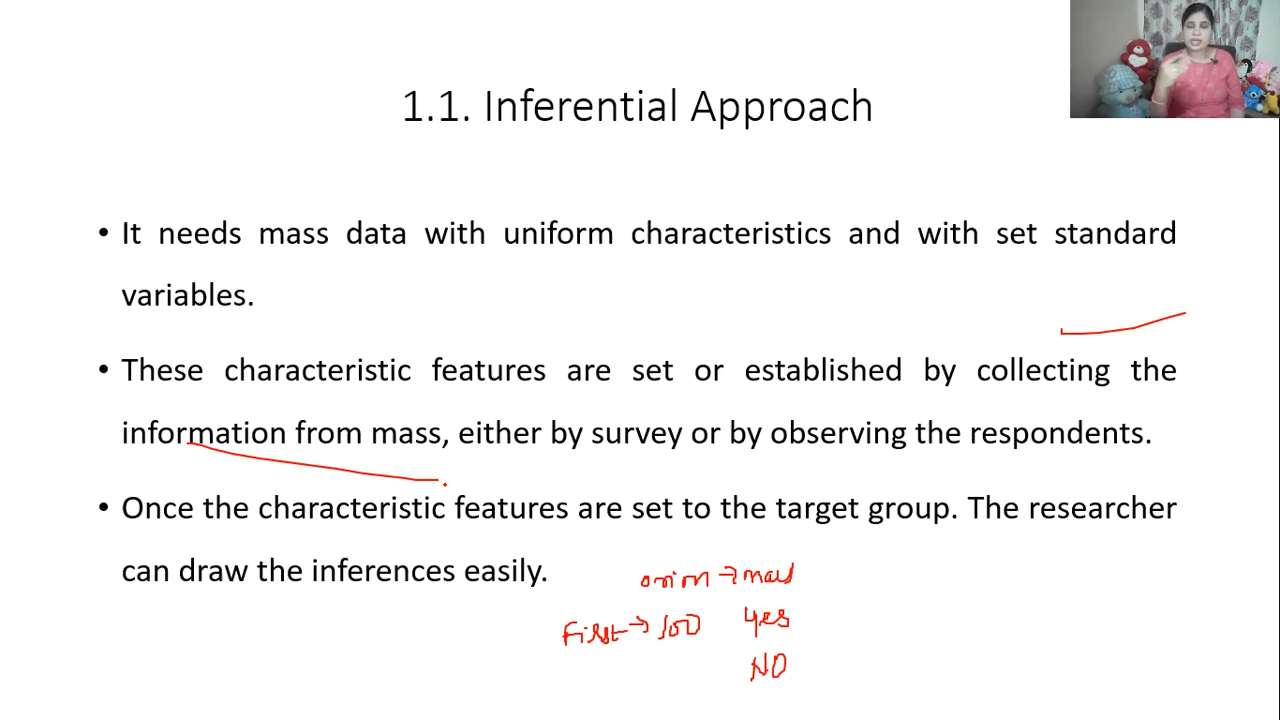 1.1. Inferential Approach
• It needs mass data with uniform characteristics and with set standard
variables.
• These characteristic features are set or established by collecting the
information from mass, either by survey or by observing the respondents.
• Once the characteristic features are set to the target group. The researcher
can draw the inferences easily.
→
First → 100 Yes
NO